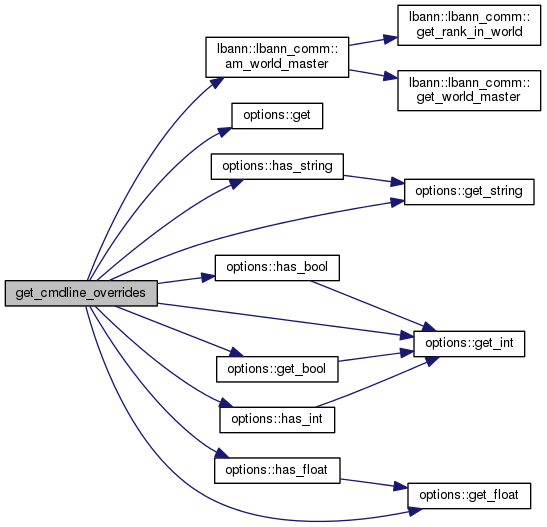 lbann::lbann_comm::
get_rank_in_world
lbann::lbann_comm::
am_world_master
lbann::lbann_comm::
get_world_master
options::get
options::has_string
options::get_string
options::has_bool
get_cmdline_overrides
options::get_int
options::get_bool
options::has_int
options::has_float
options::get_float